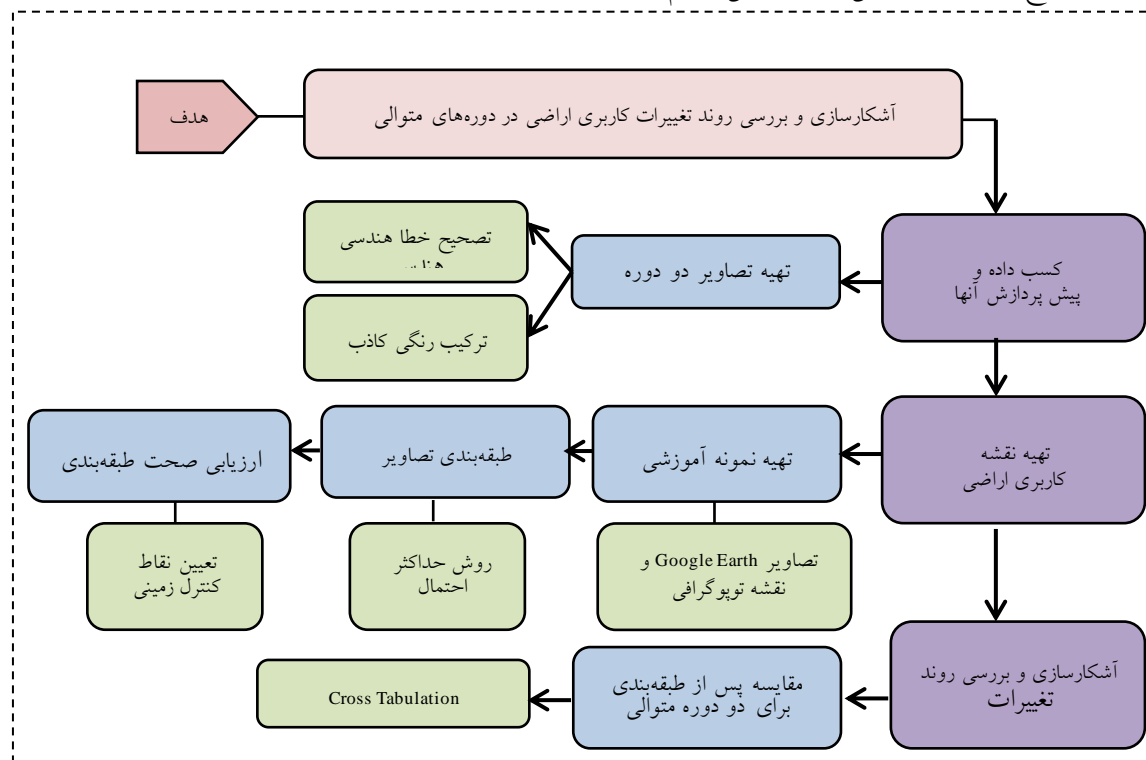 هدف
آشکارسازی و بررسی روند تغییرات کاربری اراضی در دوره‌های متوالی
کسب داده و
پیش پردازش آنها
تهیه تصاویر دو دوره
تصحیح خطا هندسی
ترکیب رنگی کاذب
تهیه نقشه
کاربری اراضی
تهیه نمونه آموزشی
طبقه‌بندی تصاویر
ارزیابی صحت طبقه‌بندی
تصاویر Google Earth و
نقشه توپوگرافی
روش حداکثر
احتمال
تعیین نقاط
کنترل زمینی
آشکارسازی و بررسی روند
تغییرات
مقایسه پس از طبقه‌بندی
برای دو دوره متوالی
Cross Tabulation